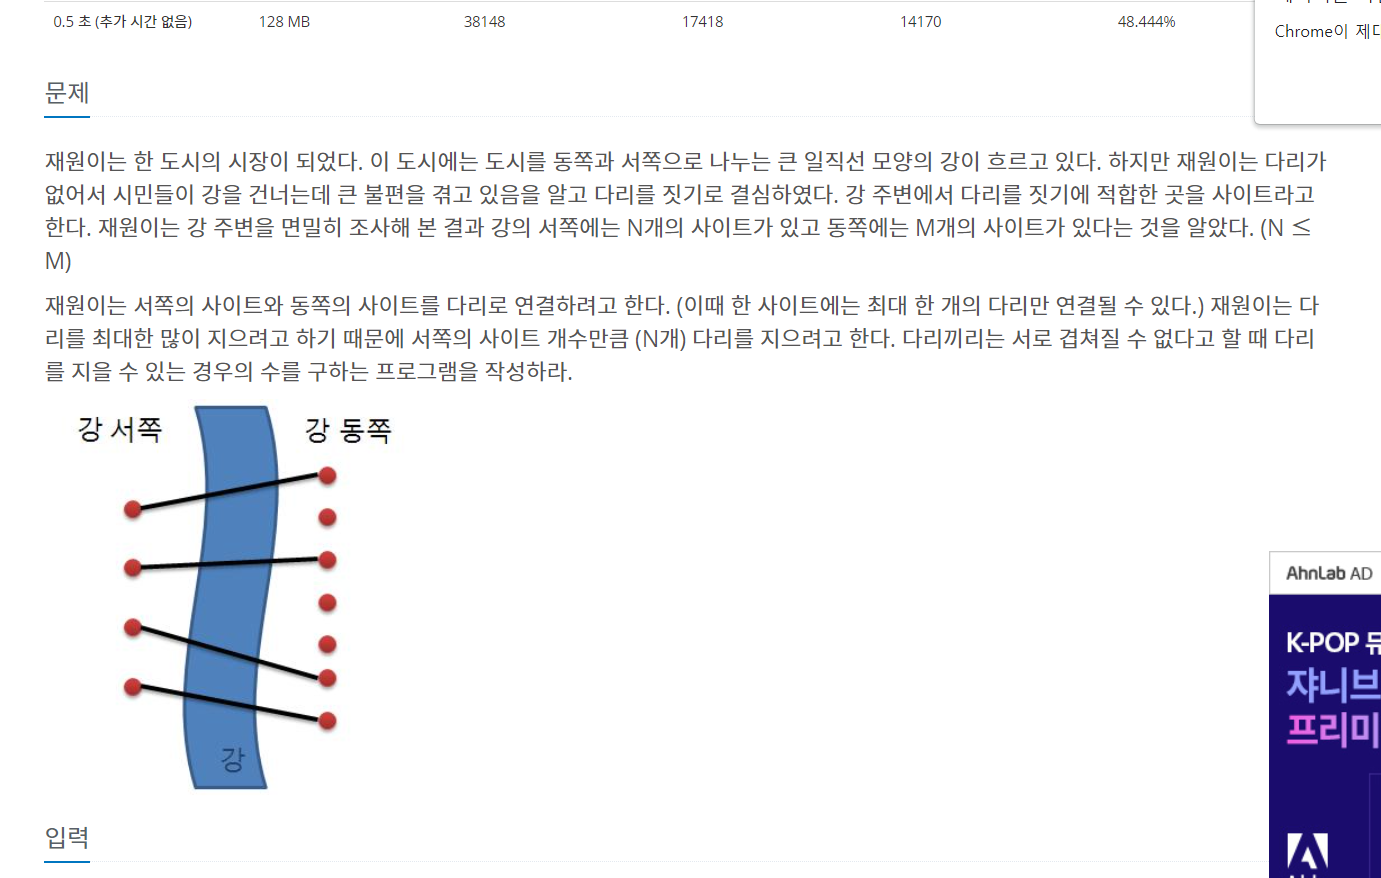 0.5 초 (추가 시간 없음) 128 MB 38148 17418 14170 48.444%
Chrome이 제대
문제
재원이는 한 도시의 시장이 되었다. 이 도시에는 도시를 동쪽과 서쪽으로 나누는 큰 일직선 모양의 강이 흐르고 있다. 하지만 재원이는 다리가
없어서 시민들이 강을 건너는데 큰 불편을 겪고 있음을 알고 다리를 짓기로 결심하였다. 강 주변에서 다리를 짓기에 적합한 곳을 사이트라고
한다. 재원이는 강 주변을 면밀히 조사해 본 결과 강의 서쪽에는 N개의 사이트가 있고 동쪽에는 M개의 사이트가 있다는 것을 알았다. (N ≤
M)
재원이는 서쪽의 사이트와 동쪽의 사이트를 다리로 연결하려고 한다. (이때 한 사이트에는 최대 한 개의 다리만 연결될 수 있다.) 재원이는 다
리를 최대한 많이 지으려고 하기 때문에 서쪽의 사이트 개수만큼 (N개) 다리를 지으려고 한다. 다리끼리는 서로 겹쳐질 수 없다고 할 때 다리
를 지을 수 있는 경우의 수를 구하는 프로그램을 작성하라.
강 서쪽
강 동쪽
강
AhnLab AD
K-POP 뮤
쟈니브
프리미
입력